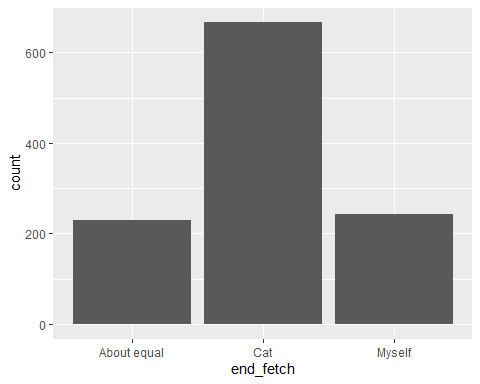 600
400
200
0
count
About equal
Cat
Myself
end_fetch